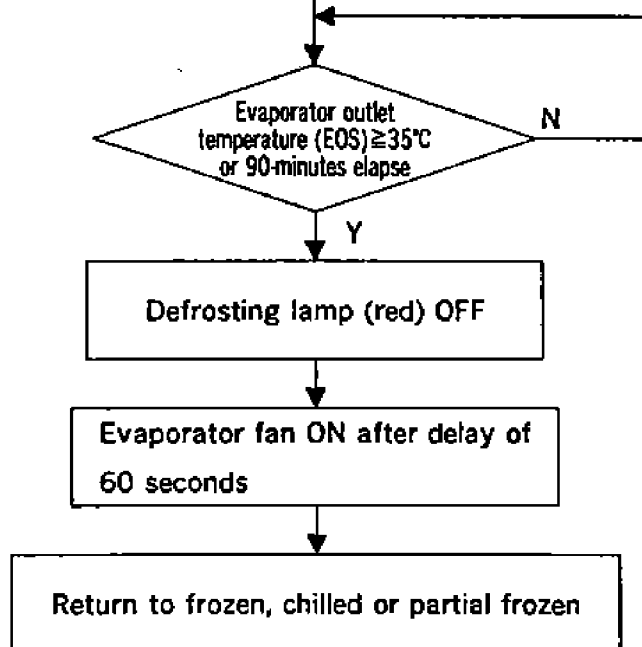 Evaporator outlet
temperature (EOS)≧35℃
or 90-minutes elapse
N
Y
Defrosting lamp (red) OFF
Evaporator fan ON after delay of
60 seconds
Return to frozen, chilled or partial frozen